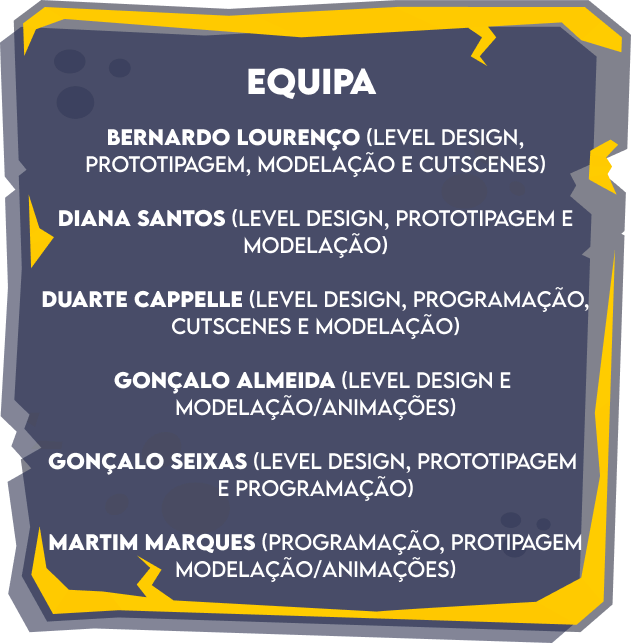 EQUIPA
BERNARDO LOURENÇO (LEVEL DESIGN,
PROTOTIPAGEM, MODELAÇÃO E CUTSCENES)
DIANA SANTOS (LEVEL DESIGN, PROTOTIPAGEM E
MODELAÇÃO)
DUARTE CAPPELLE (LEVEL DESIGN, PROGRAMAÇÃO,
CUTSCENES E MODELAÇÃO)
GONÇALO ALMEIDA (LEVEL DESIGN E
MODELAÇÃO/ANIMAÇÕES)
GONÇALO SEIXAS (LEVEL DESIGN, PROTOTIPAGEM
E PROGRAMAÇÃO)
MARTIM MARQUES (PROGRAMAÇÃO, PROTIPAGEM
MODELAÇÃO/ANIMAÇÕES)